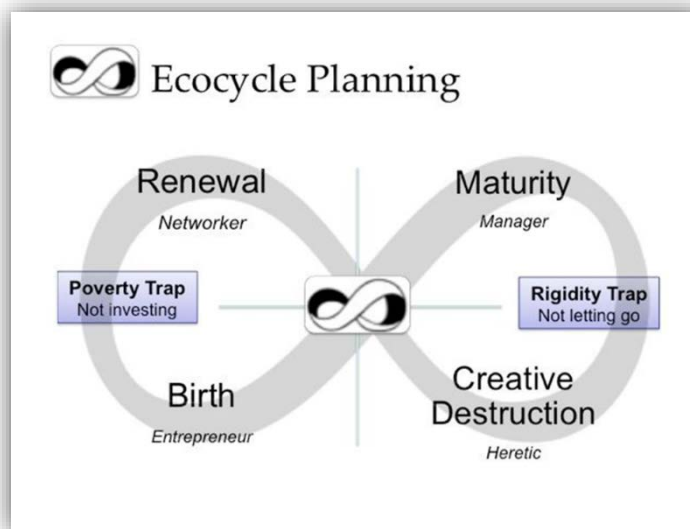 Ecocycle Planning
Renewal
Networker
Maturity
Manager
Poverty Trap
Not investing
Rigidity Trap
Not letting go
Birth
Entrepreneur
Creative
Destruction
Heretic